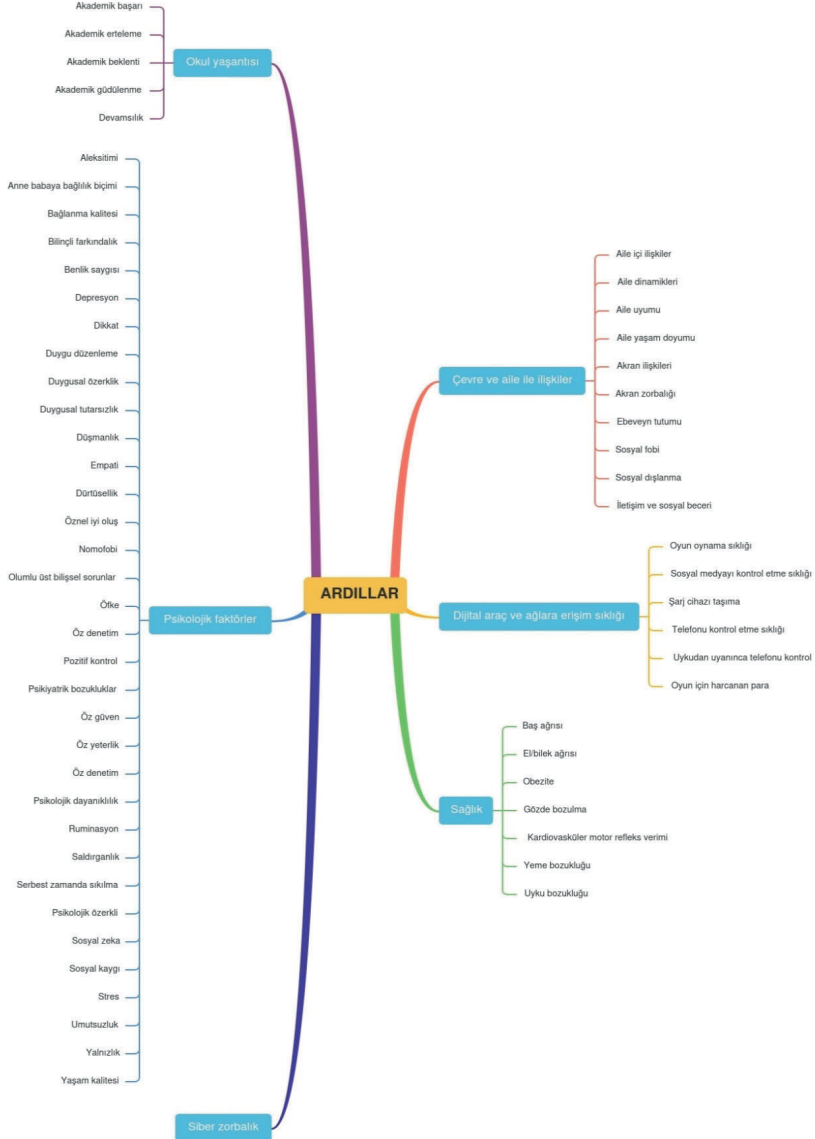 Akademik başarı
Akademik erteleme
Akademik beklenti
Akademik güdülenme
Devamsılık
Okul yaşantısı
Aleksitimi
Anne babaya bağlılık biçimi
Bağlanma kalitesi
Bilinçli farkındalık
Benlik saygısı
Depresyon
Dikkat
Duygu düzenleme
Duygusal özerklik
Duygusal tutarsızlık
Düşmanlık
Empati
Dürtüsellik
Öznel iyi oluş
Nomofobi
Olumlu üst bilişsel sorunlar
Öfke
Öz denetim
Pozitif kontrol
Psikiyatrik bozukluklar
Öz güven
Öz yeterlik
Öz denetim
Psikolojik dayanıklılık
Ruminasyon
Saldırganlık
Serbest zamanda sıkılma
Psikolojik özerkli
Sosyal zeka
Sosyal kaygı
Stres
Umutsuzluk
Yalnızlık
Yaşam kalitesi
Psikolojik faktörler
Siber zorbalık
ARDILLAR
Çevre ve aile ile ilişkiler
Aile içi ilişkiler
Aile dinamikleri
Aile uyumu
Aile yaşam doyumu
Akran ilişkileri
Akran zorbalığı
Ebeveyn tutumu
Sosyal fobi
Sosyal dışlanma
İletişim ve sosyal beceri
Dijital araç ve ağlara erişim sıklığı
Oyun oynama sıklığı
Sosyal medyayı kontrol etme sıklığı
Şarj cihazı taşıma
Telefonu kontrol etme sıklığı
Uykudan uyanınca telefonu kontrol
Oyun için harcanan para
Sağlık
Baş ağrısı
El/bilek ağrısı
Obezite
Gözde bozulma
Kardiovasküler motor refleks verimi
Yeme bozukluğu
Uyku bozukluğu